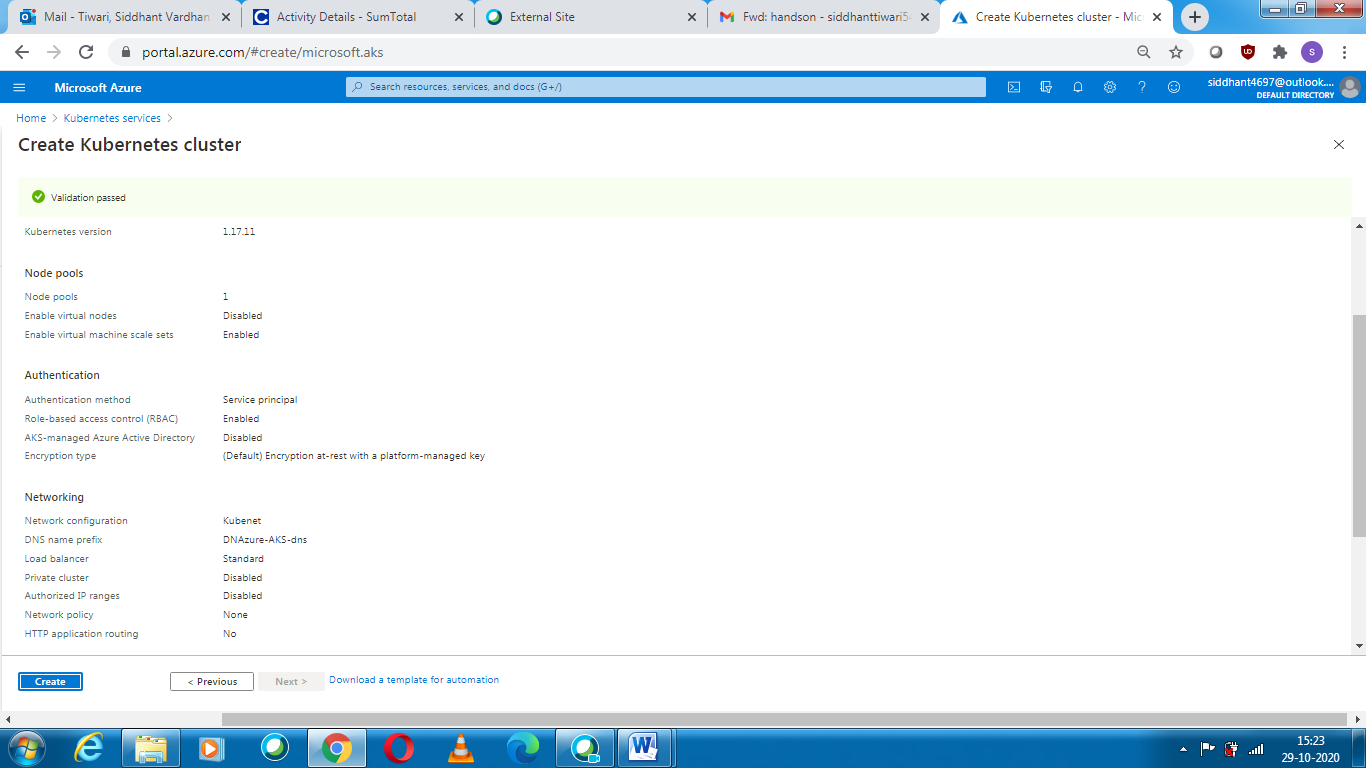 Mail - Tiwari, Siddhant Vardhan
Activity Details - SumTotal
External Site
Fwd: handson - siddhanttiwari54
Create Kubernetes cluster - Mic
portal.azure.com/#create/microsoft.aks
S
Microsoft Azure
Search resources, services, and docs (G+/)
siddhant4697@outlook....
DEFAULT DIRECTORY
Home > Kubernetes services >
Create Kubernetes cluster
Validation passed
Kubernetes version 1.17.11
Node pools
Node pools 1
Enable virtual nodes Disabled
Enable virtual machine scale sets Enabled
Authentication
Authentication method Service principal
Role-based access control (RBAC) Enabled
AKS-managed Azure Active Directory Disabled
Encryption type (Default) Encryption at-rest with a platform-managed key
Networking
Network configuration Kubenet
DNS name prefix DNAzure-AKS-dns
Load balancer Standard
Private cluster Disabled
Authorized IP ranges Disabled
Network policy None
HTTP application routing No
Create < Previous Next > Download a template for automation
15:23
29-10-2020